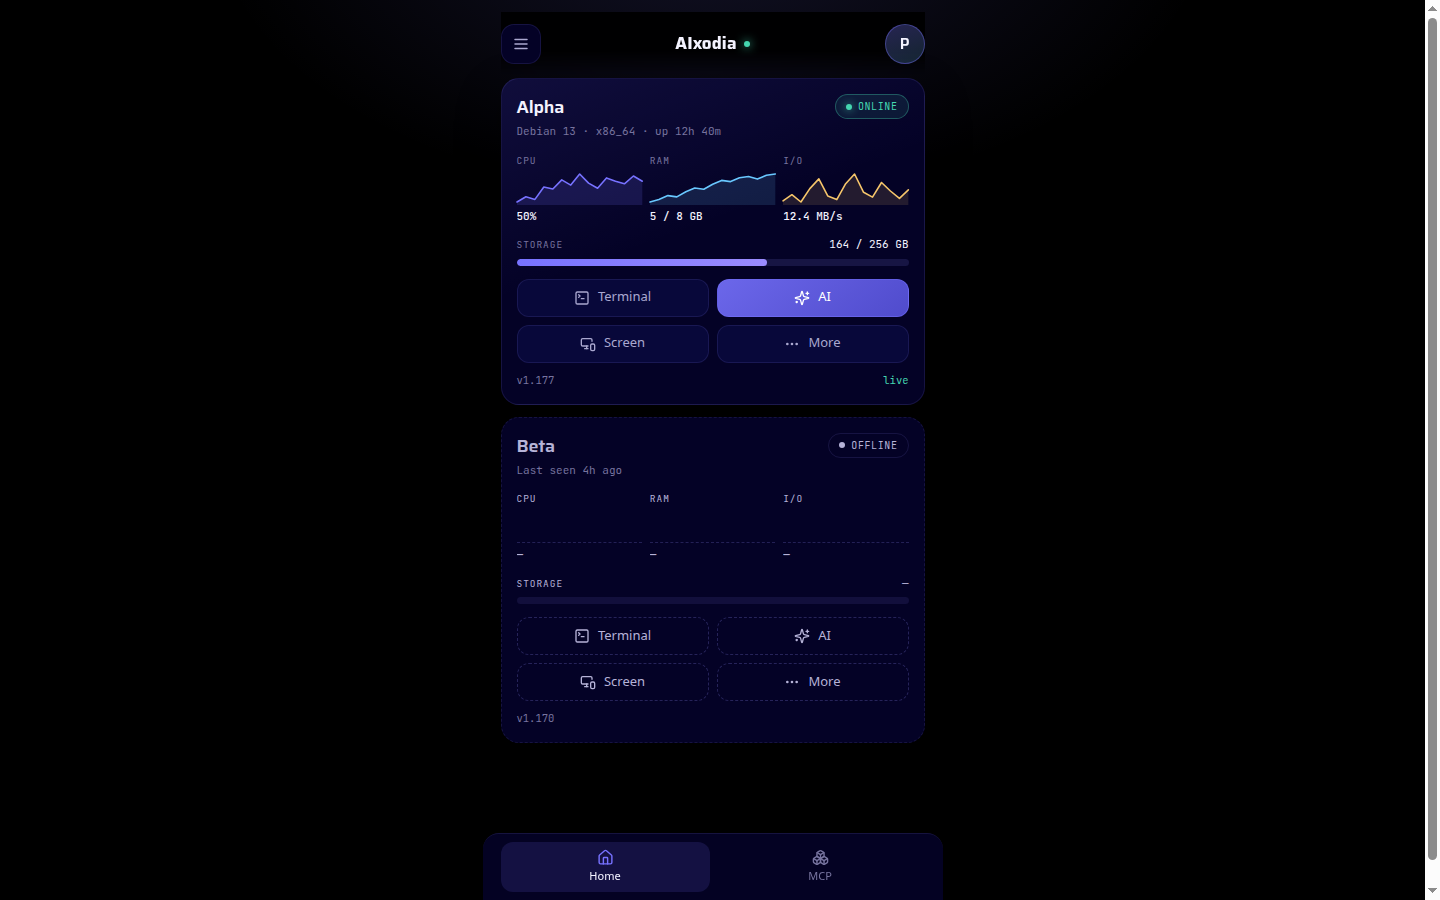 AIxodia
P
Alpha
ONLINE
Debian 13 · x86_64 · up 12h 40m
CPU RAM I/O
50% 5 / 8 GB 12.4 MB/s
STORAGE 164 / 256 GB
Terminal AI
Screen More
v1.177 live
Beta
OFFLINE
Last seen 4h ago
CPU RAM I/O
— — —
STORAGE —
Terminal AI
Screen More
v1.170
Home MCP